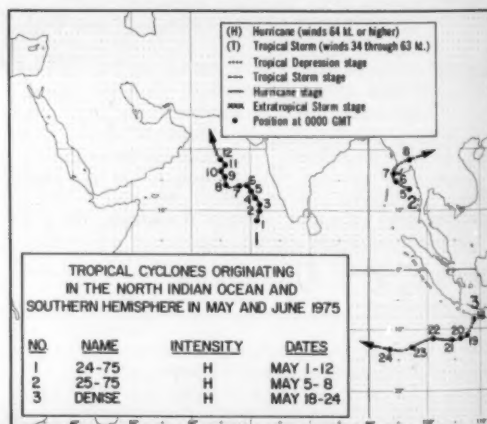 (H) Hurricane (winds 64 kt. or higher)
(T) Tropical Storm (winds 34 through 63 kt.)
Tropical Depression stage
Tropical Storm stage
Hurricane stage
Extratropical Storm stage
Position at 0000 GMT
12
11
10
9
8
7
6
5
4
3
2
1
1
8
7
6
5
2
TROPICAL CYCLONES ORIGINATING
IN THE NORTH INDIAN OCEAN AND
SOUTHERN HEMISPHERE IN MAY AND JUNE 1975
NO. NAME INTENSITY DATES
1 24-75 H MAY 1-12
2 25-75 H MAY 5-8
3 DENISE H MAY 18-24
3
18
19
20
21
22
23
24